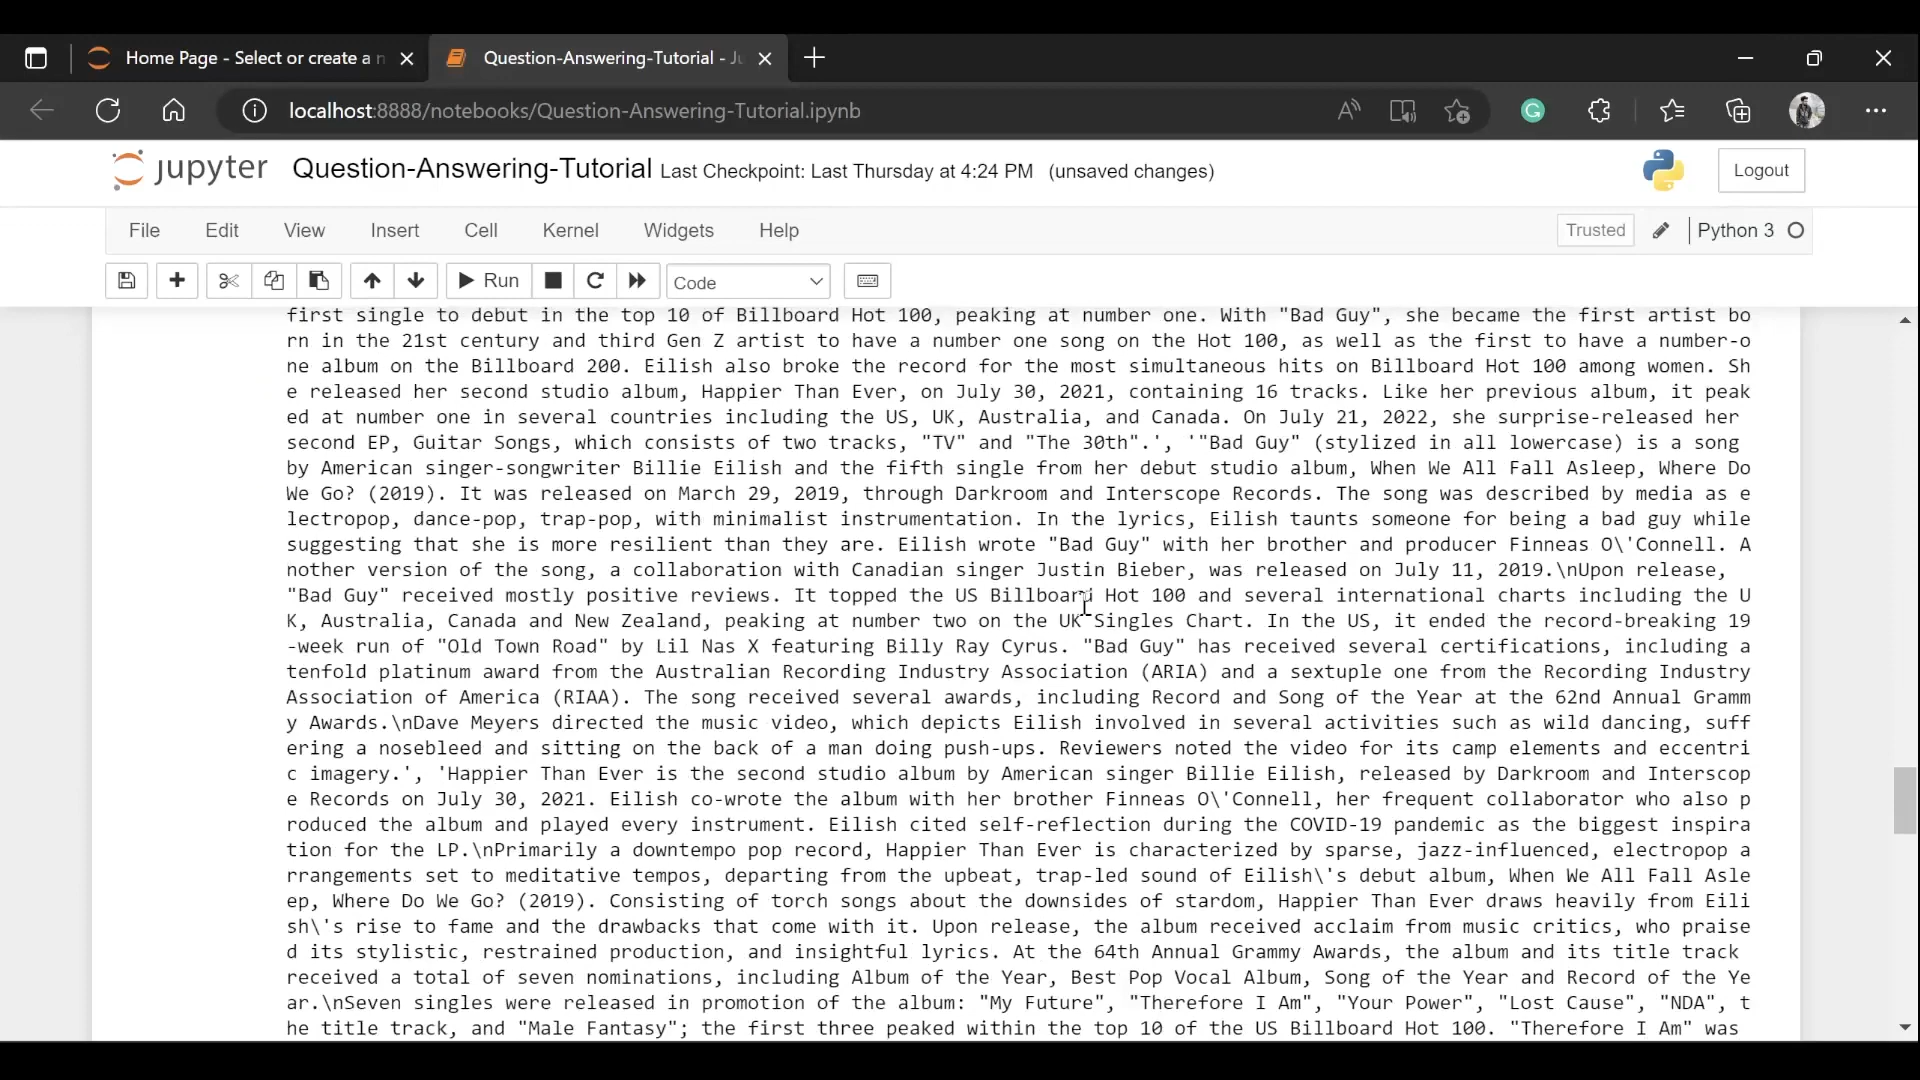 Home Page - Select or create a n
Question-Answering-Tutorial - Ju
localhost:8888/notebooks/Question-Answering-Tutorial.ipynb
jupyter Question-Answering-Tutorial Last Checkpoint: Last Thursday at 4:24 PM (unsaved changes)
Logout
File Edit View Insert Cell Kernel Widgets Help
Trusted
Python 3
Run
Code
first single to debut in the top 10 of Billboard Hot 100, peaking at number one. With "Bad Guy", she became the first artist bo
rn in the 21st century and third Gen Z artist to have a number one song on the Hot 100, as well as the first to have a number-o
ne album on the Billboard 200. Eilish also broke the record for the most simultaneous hits on Billboard Hot 100 among women. Sh
e released her second studio album, Happier Than Ever, on July 30, 2021, containing 16 tracks. Like her previous album, it peak
ed at number one in several countries including the US, UK, Australia, and Canada. On July 21, 2022, she surprise-released her
second EP, Guitar Songs, which consists of two tracks, "TV" and "The 30th".', '"Bad Guy" (stylized in all lowercase) is a song
by American singer-songwriter Billie Eilish and the fifth single from her debut studio album, When We All Fall Asleep, Where Do
We Go? (2019). It was released on March 29, 2019, through Darkroom and Interscope Records. The song was described by media as e
lectropop, dance-pop, trap-pop, with minimalist instrumentation. In the lyrics, Eilish taunts someone for being a bad guy while
suggesting that she is more resilient than they are. Eilish wrote "Bad Guy" with her brother and producer Finneas O\'Connell. A
nother version of the song, a collaboration with Canadian singer Justin Bieber, was released on July 11, 2019.\nUpon release,
"Bad Guy" received mostly positive reviews. It topped the US Billboard Hot 100 and several international charts including the U
K, Australia, Canada and New Zealand, peaking at number two on the UK Singles Chart. In the US, it ended the record-breaking 19
-week run of "Old Town Road" by Lil Nas X featuring Billy Ray Cyrus. "Bad Guy" has received several certifications, including a
tenfold platinum award from the Australian Recording Industry Association (ARIA) and a sextuple one from the Recording Industry
Association of America (RIAA). The song received several awards, including Record and Song of the Year at the 62nd Annual Gramm
y Awards.\nDave Meyers directed the music video, which depicts Eilish involved in several activities such as wild dancing, suff
ering a nosebleed and sitting on the back of a man doing push-ups. Reviewers noted the video for its camp elements and eccentri
c imagery.', 'Happier Than Ever is the second studio album by American singer Billie Eilish, released by Darkroom and Interscop
e Records on July 30, 2021. Eilish co-wrote the album with her brother Finneas O\'Connell, her frequent collaborator who also p
roduced the album and played every instrument. Eilish cited self-reflection during the COVID-19 pandemic as the biggest inspira
tion for the LP.\nPrimarily a downtempo pop record, Happier Than Ever is characterized by sparse, jazz-influenced, electropop a
rrangements set to meditative tempos, departing from the upbeat, trap-led sound of Eilish\'s debut album, When We All Fall Asle
ep, Where Do We Go? (2019). Consisting of torch songs about the downsides of stardom, Happier Than Ever draws heavily from Eili
sh\'s rise to fame and the drawbacks that come with it. Upon release, the album received acclaim from music critics, who praise
d its stylistic, restrained production, and insightful lyrics. At the 64th Annual Grammy Awards, the album and its title track
received a total of seven nominations, including Album of the Year, Best Pop Vocal Album, Song of the Year and Record of the Ye
ar.\nSeven singles were released in promotion of the album: "My Future", "Therefore I Am", "Your Power", "Lost Cause", "NDA", t
he title track, and "Male Fantasy"; the first three peaked within the top 10 of the US Billboard Hot 100. "Therefore I Am" was